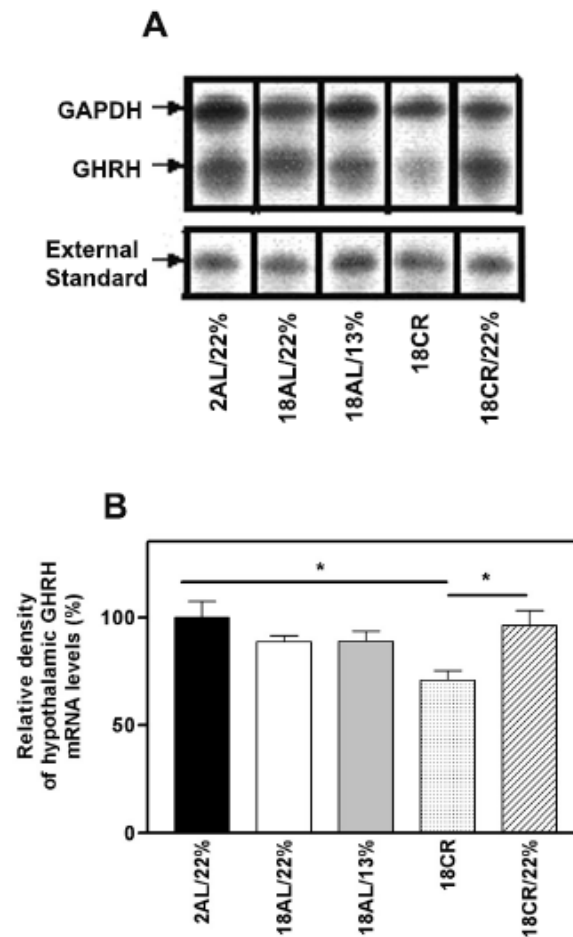 A
GAPDH
GHRH
External
Standard
2AL/22%
18AL/22%
18AL/13%
18CR
18CR/22%
B
Relative density
of hypothalamic GHRH
mRNA levels (%)
100
50
0
*
*
2AL/22%
18AL/22%
18AL/13%
18CR
18CR/22%